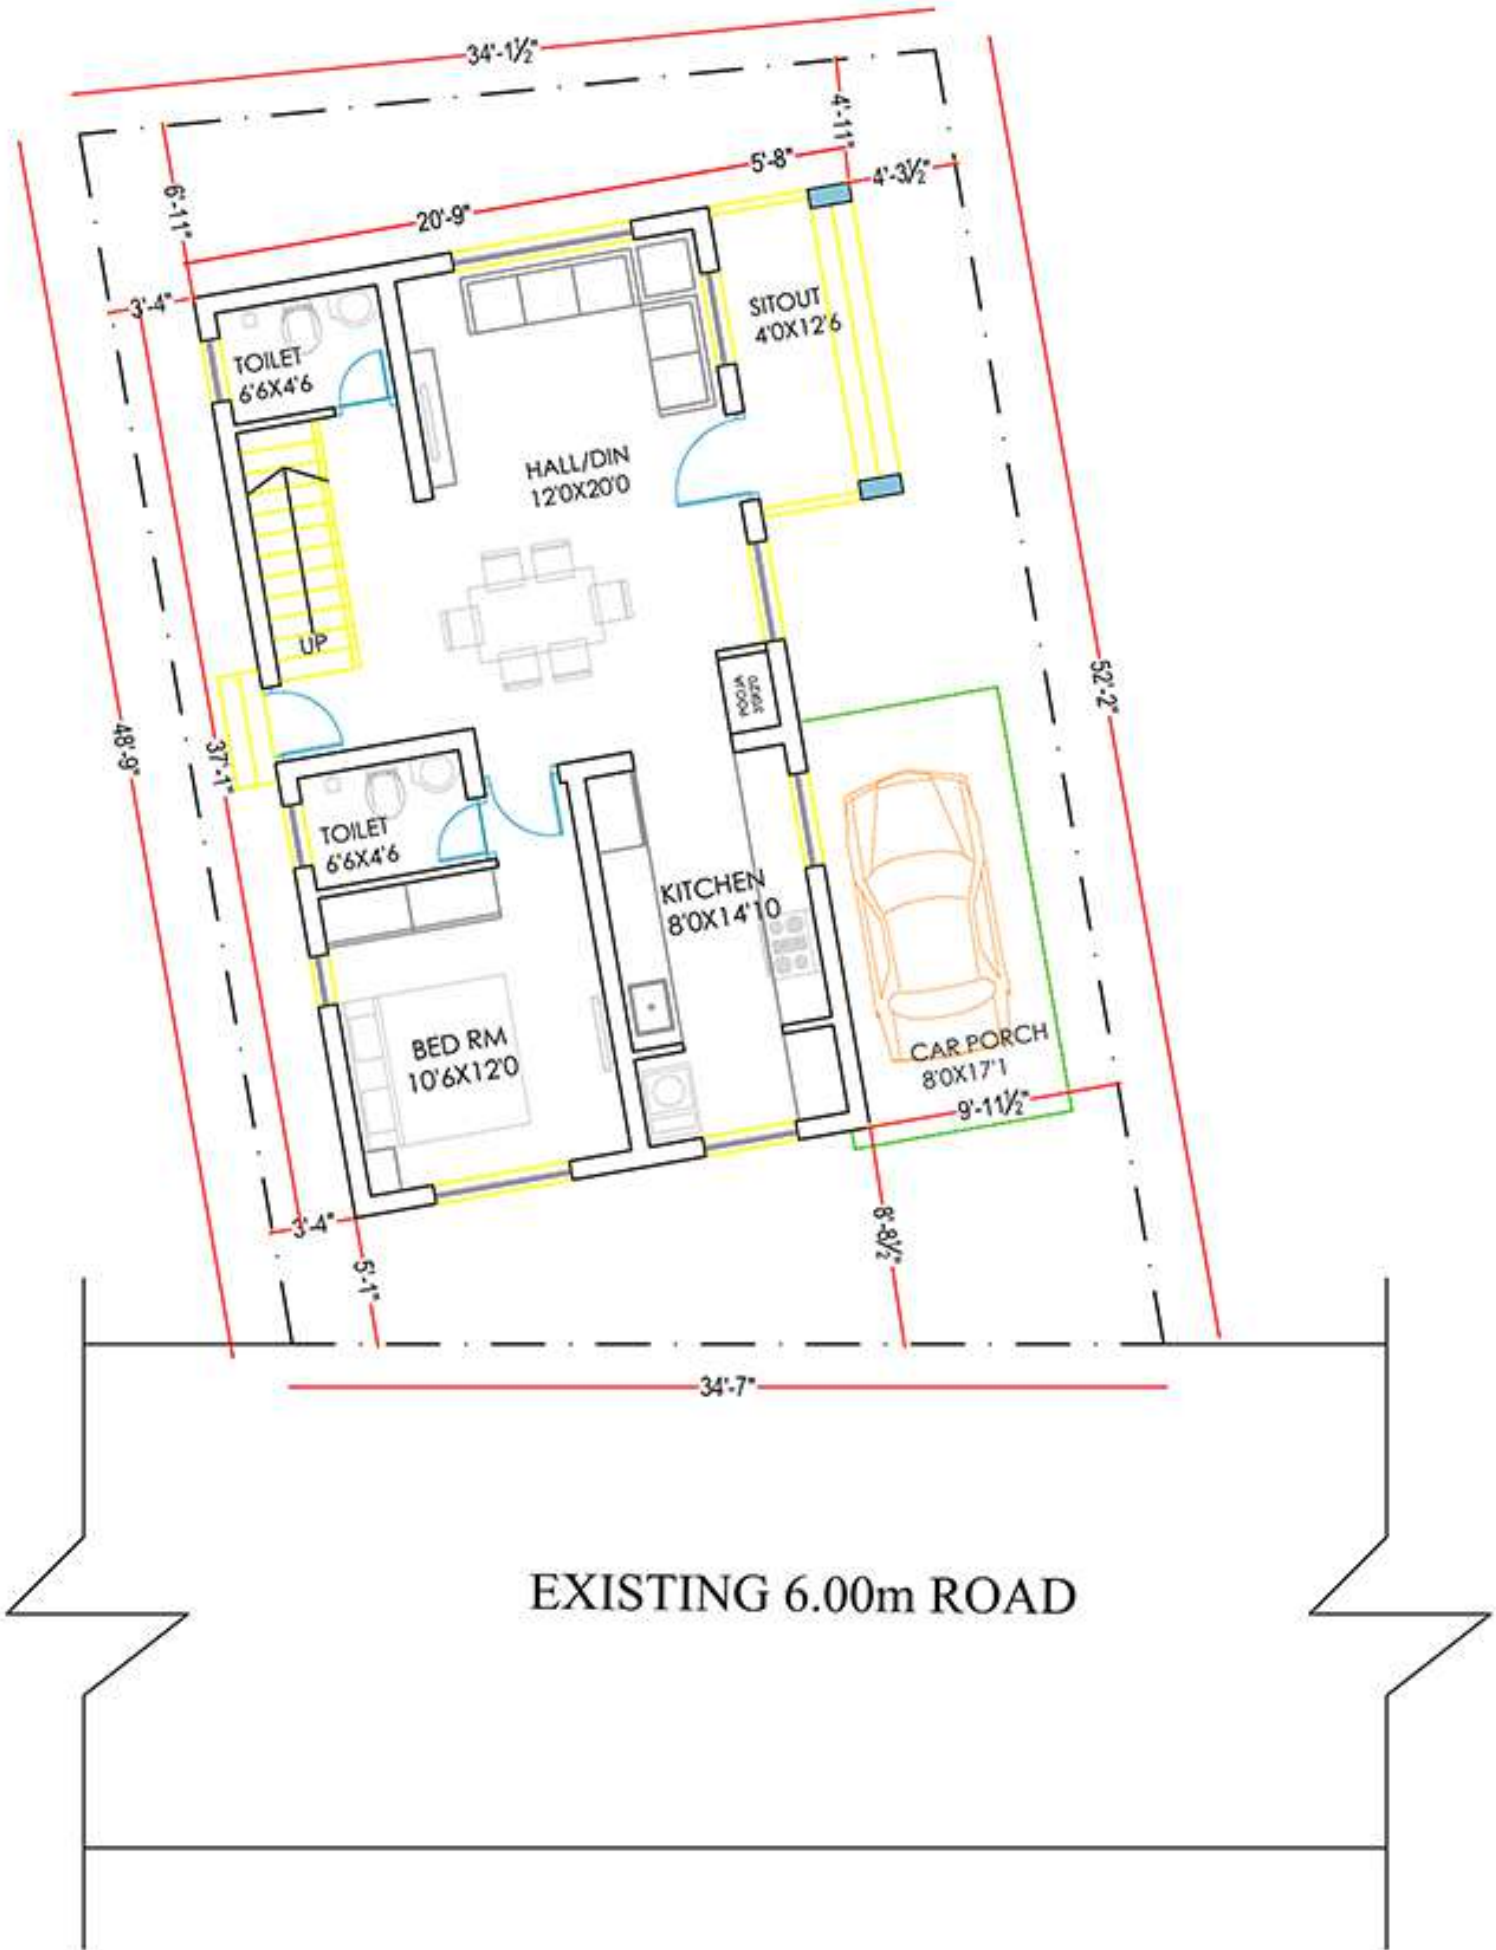 34'-1½"
4'-11"
5'-8"
4'-3½"
6'-11"
20'-9"
3'-4"
SITOUT
4'0X12'6
TOILET
6'6X4'6
HALL/DIN
12'0X20'0
UP
POOJA
52'-2"
48'-9"
37'-1"
TOILET
6'6X4'6
KITCHEN
8'0X14'10
BED RM
10'6X12'0
CAR PORCH
8'0X17'1
9'-11½"
3'-4"
5'-1"
8'-8½"
34'-7"
EXISTING 6.00m ROAD